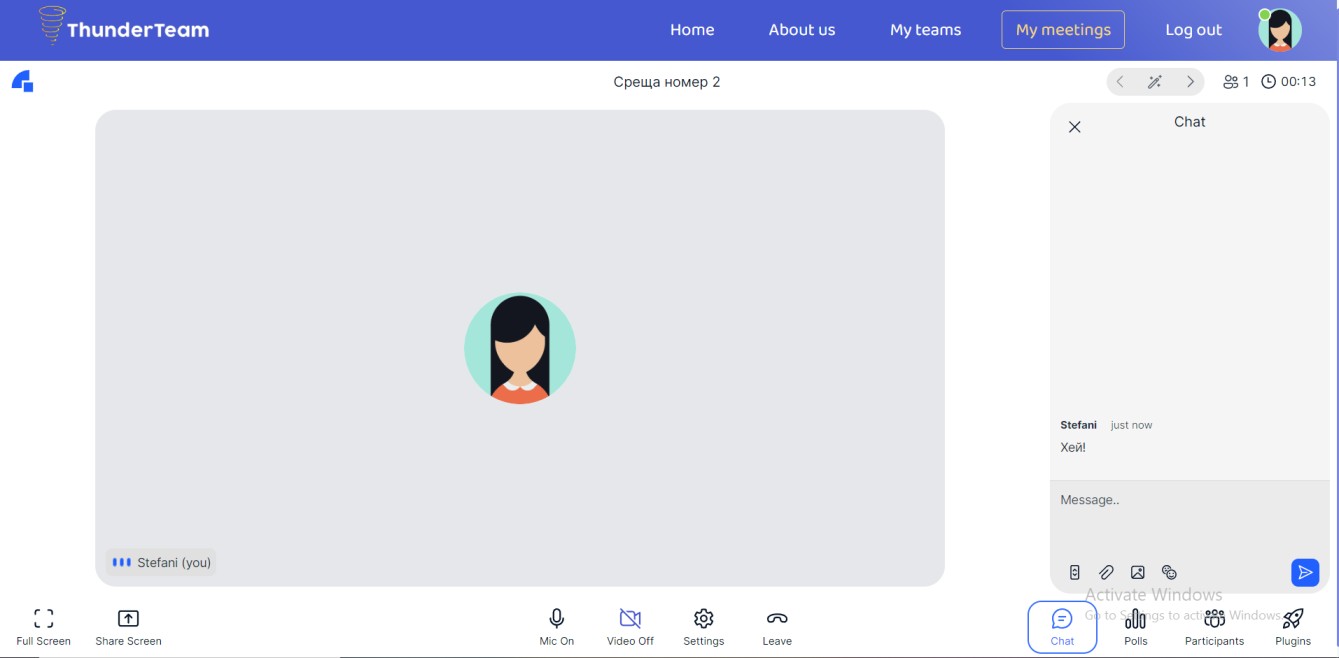 ThunderTeam
Home
About us
My teams
My meetings
Log out
Среща номер 2
1
00:13
Chat
Stefani just now
Хей!
Message..
Stefani (you)
Activate Windows
Go to Settings to activate Windows.
Full Screen
Share Screen
Mic On
Video Off
Settings
Leave
Chat
Polls
Participants
Plugins